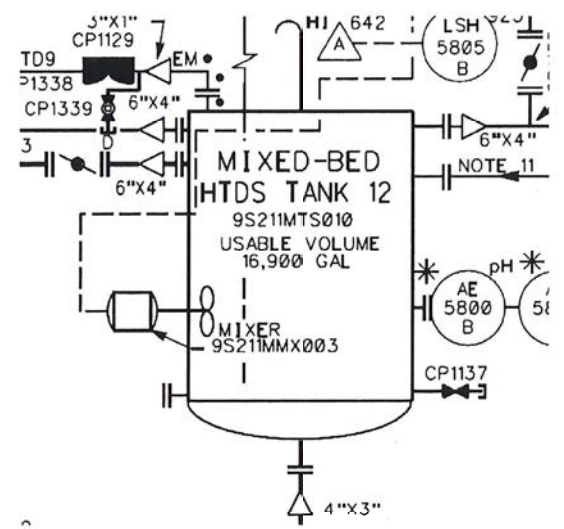 3"X1"
CP1129
HI 642
A
LSH
5805
B
TD9
EM
P1338
CP1339
6"X4"
D
3
6"X4"
6"X4"
MIXED-BED
HTDS TANK 12
9S211MTS010
USABLE VOLUME
16,900 GAL
NOTE 11
pH
AE
5800
B
MIXER
9S211MMX003
CP1137
4"X3"